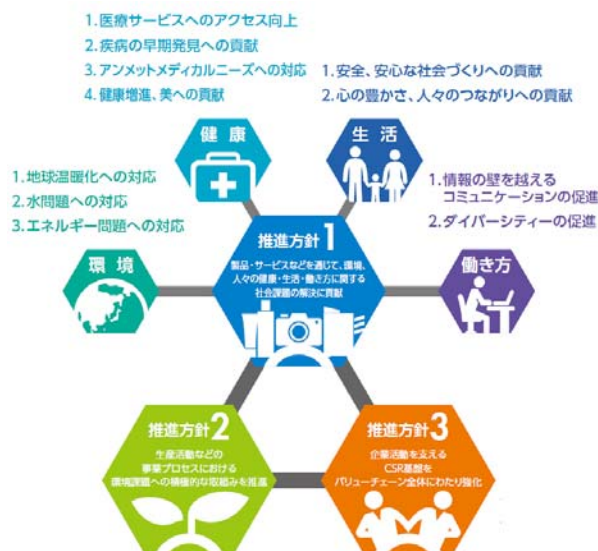 1.医療サービスへのアクセス向上
2.疾病の早期発見への貢献
3.アンメットメディカルニーズへの対応
4.健康増進、美への貢献
1.安全、安心な社会づくりへの貢献
2.心の豊かさ、人々のつながりへの貢献
健康
生活
1.地球温暖化への対応
2.水問題への対応
3.エネルギー問題への対応
1.情報の壁を越える
コミュニケーションの促進
2.ダイバーシティーの促進
環境
推進方針1
製品・サービスなどを通じて、環境、
人々の健康・生活・働き方に関する
社会課題の解決に貢献
働き方
推進方針2
生産活動などの
事業プロセスにおける
環境課題への積極的な取組みを推進
推進方針3
企業活動を支える
CSR基盤を
バリューチェーン全体にわたり強化